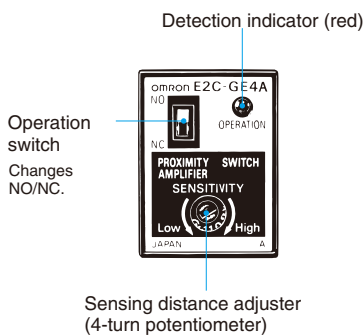 Detection indicator (red)
omron E2C-GE4A
NO
OPERATION
Operation
switch
Changes
NO/NC.
NC
PROXIMITY SWITCH
AMPLIFIER
SENSITIVITY
Low High
JAPAN A
Sensing distance adjuster
(4-turn potentiometer)